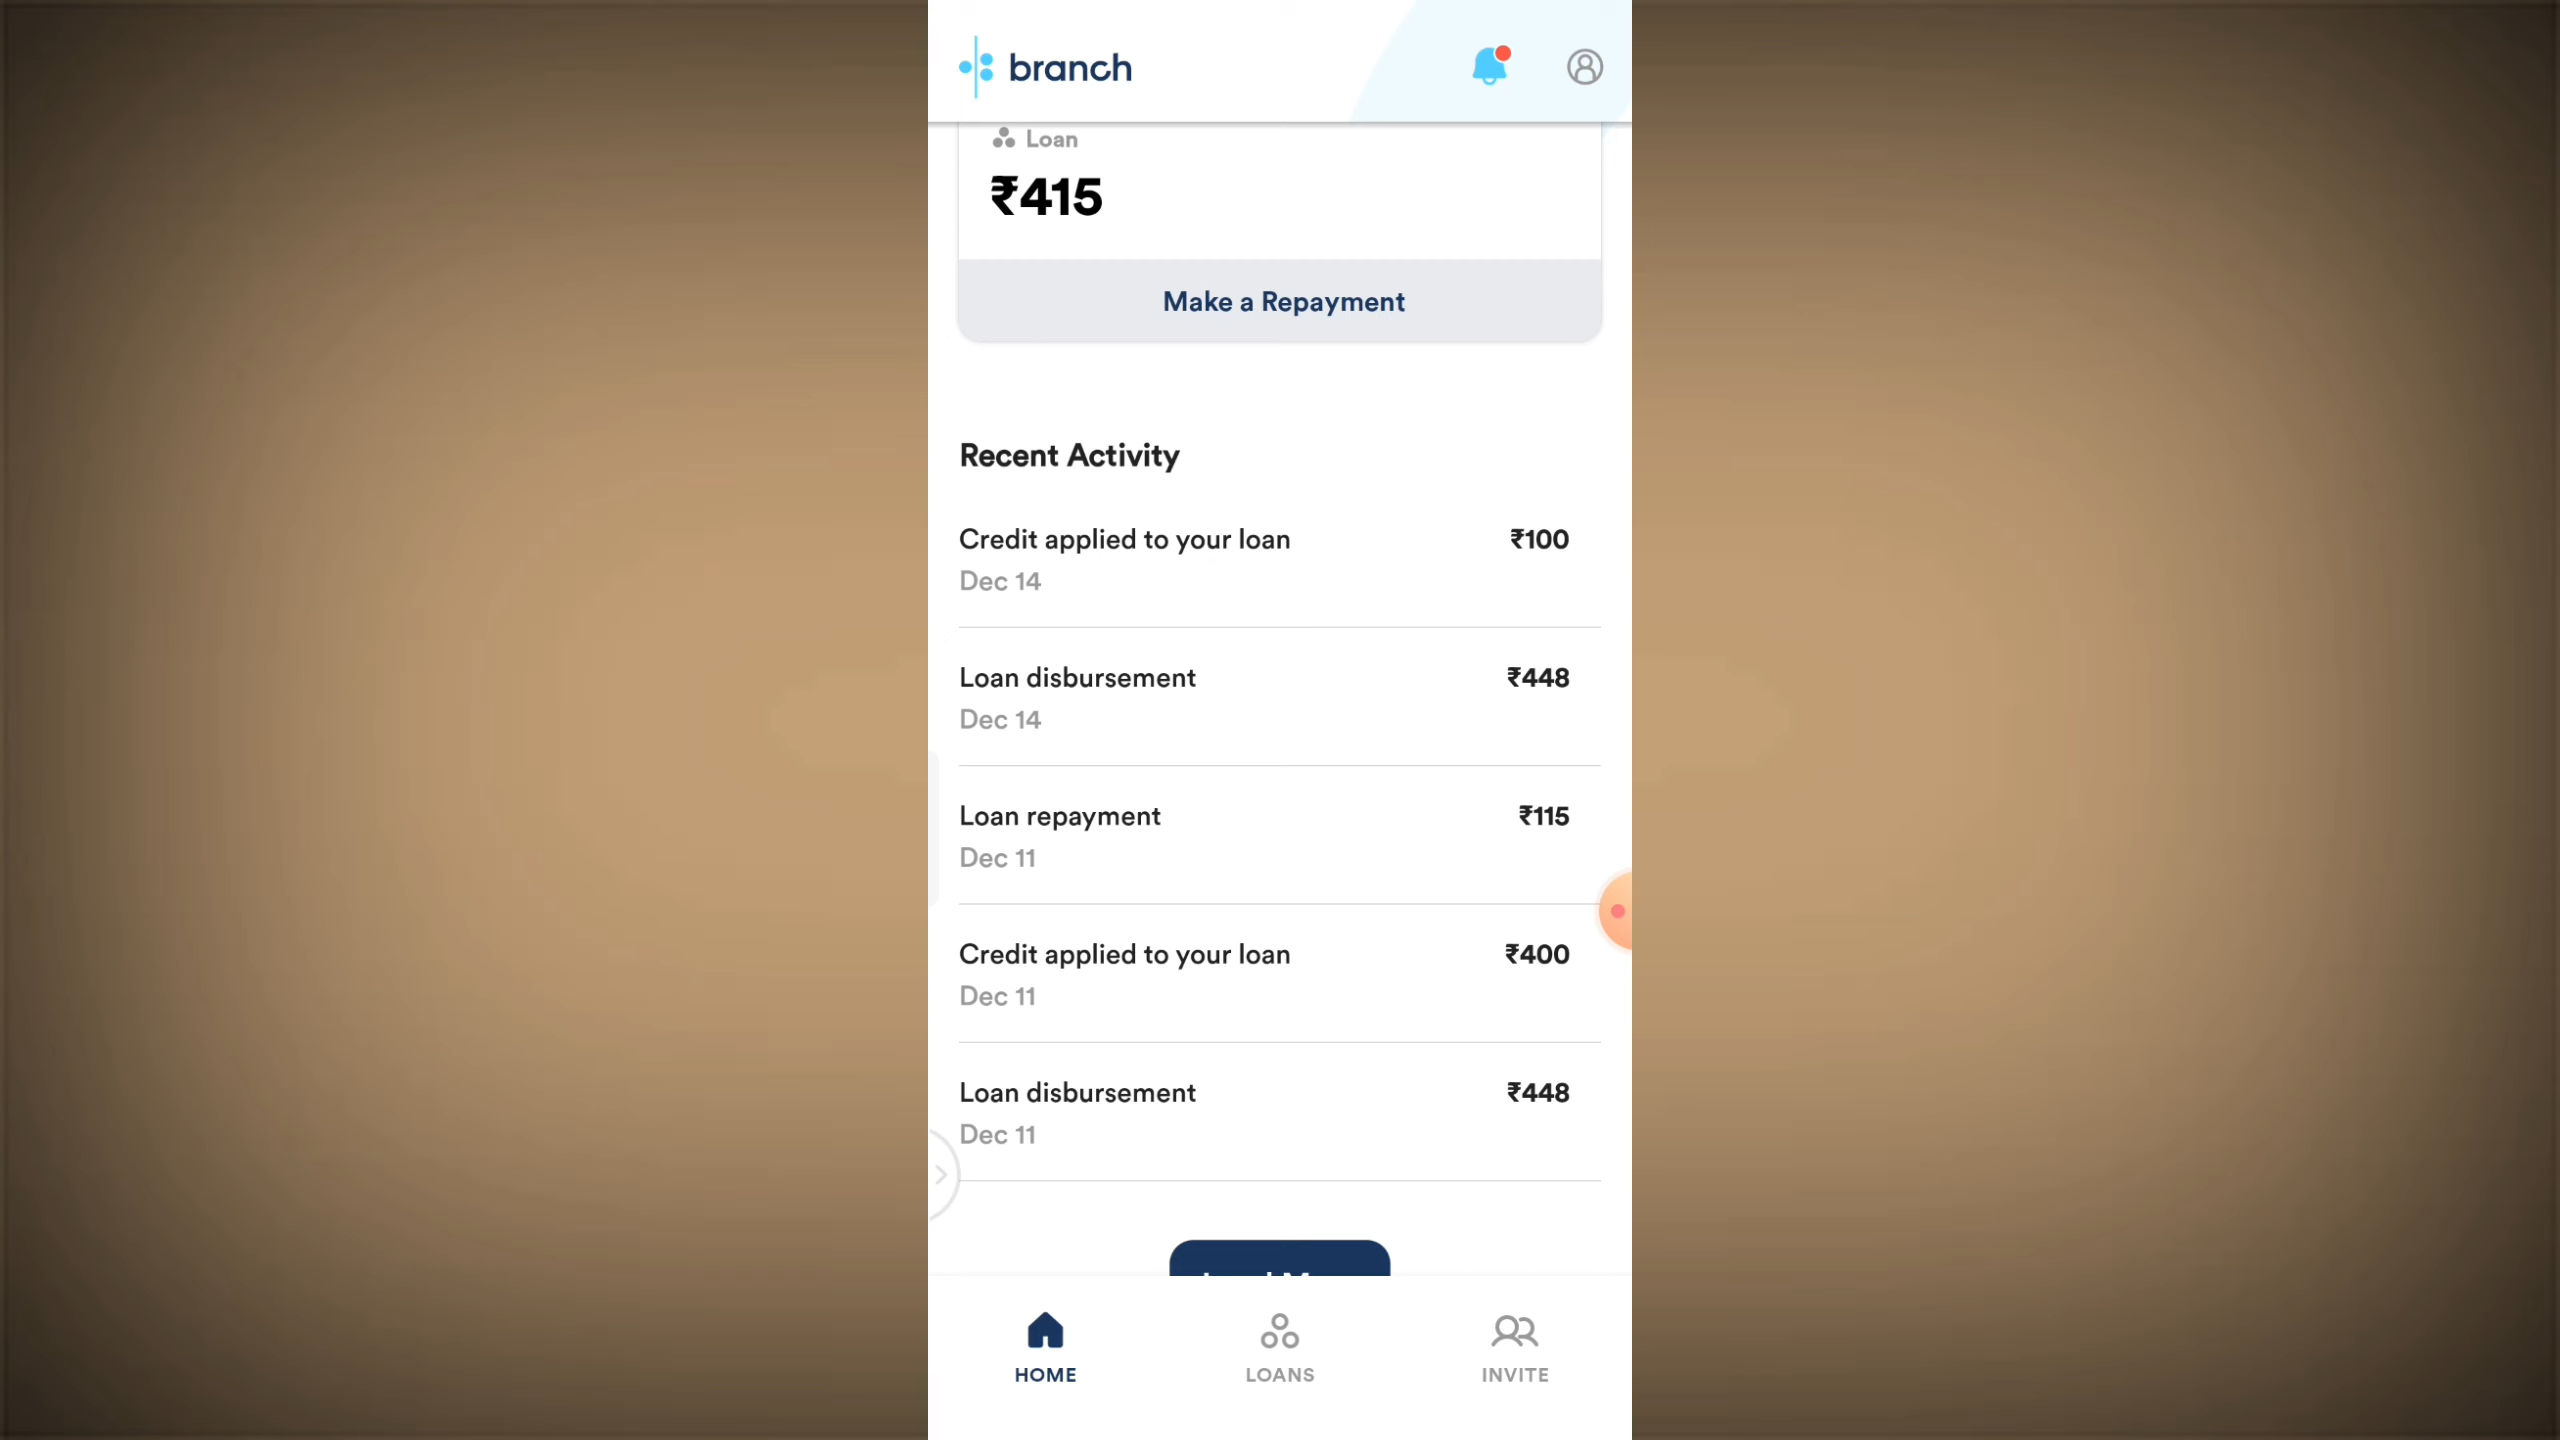 branch
Loan
₹415
Make a Repayment
Recent Activity
Credit applied to your loan ₹100
Dec 14
Loan disbursement ₹448
Dec 14
Loan repayment ₹115
Dec 11
Credit applied to your loan ₹400
Dec 11
Loan disbursement ₹448
Dec 11
HOME LOANS INVITE